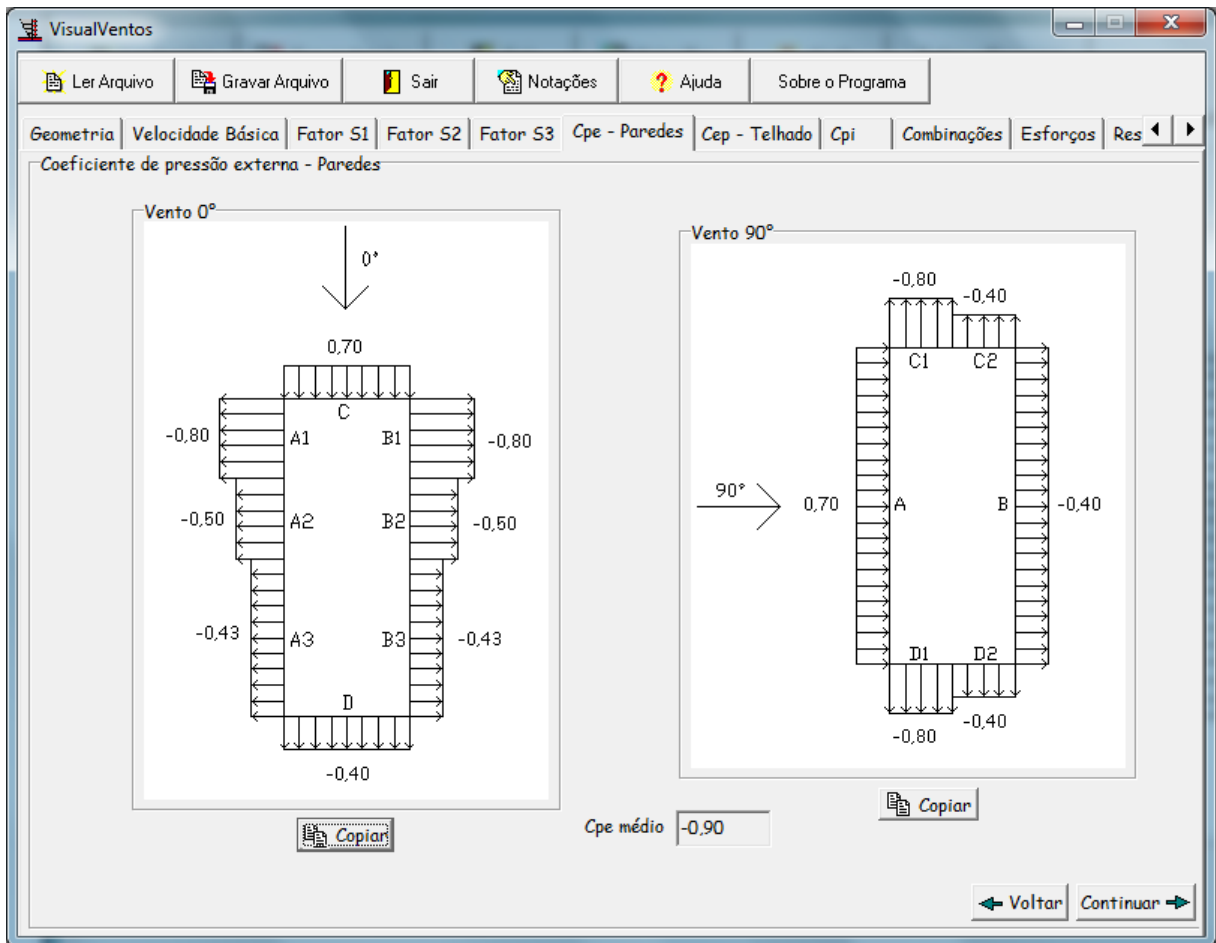 VisualVentos
Ler Arquivo Gravar Arquivo Sair Notações ? Ajuda Sobre o Programa
Geometria Velocidade Básica Fator S1 Fator S2 Fator S3 Cpe - Paredes Cep - Telhado Cpi Combinações Esforços Res
Coeficiente de pressão externa - Paredes
Vento 0°
0°
0,70
C
-0,80 A1 B1 -0,80
-0,50 A2 B2 -0,50
-0,43 A3 B3 -0,43
D
-0,40
Copiar
Vento 90°
-0,80 -0,40
C1 C2
90° 0,70 A B -0,40
D1 D2
-0,80 -0,40
Copiar
Cpe médio -0,90
Voltar Continuar